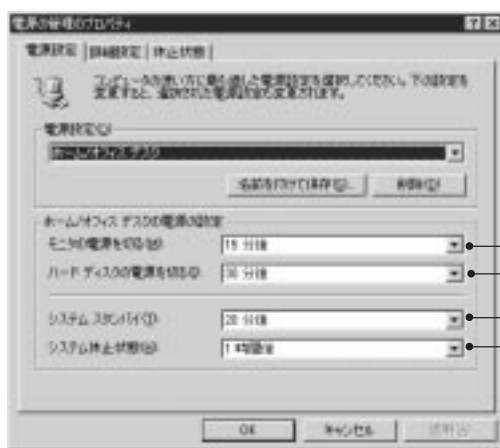 電源の管理のプロパティ
電源設定 詳細設定 休止状態
コンピュータの使い方に最も適した電源設定を選択してください。下の設定を
変更すると、選択された電源設定も変更されます。
電源設定(C)
ホーム/オフィス デスク
名前を付けて保存(S)... 削除(D)
ホーム/オフィス デスクの電源の設定
モニタの電源を切る(M) 15 分後
ハード ディスクの電源を切る(I) 30 分後
システム スタンバイ(T) 20 分後
システム休止状態(H) 1 時間後
OK キャンセル 適用(A)